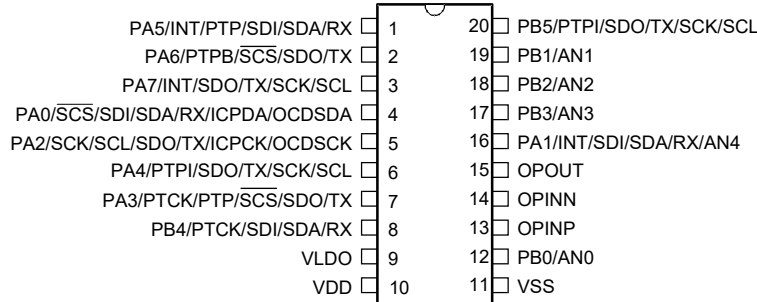 PA5/INT/PTP/SDI/SDA/RX 1 20 PB5/PTPI/SDO/TX/SCK/SCL
PA6/PTPB/SCS/SDO/TX 2 19 PB1/AN1
PA7/INT/SDO/TX/SCK/SCL 3 18 PB2/AN2
PA0/SCS/SDI/SDA/RX/ICPDA/OCDSDA 4 17 PB3/AN3
PA2/SCK/SCL/SDO/TX/ICPCK/OCDSCK 5 16 PA1/INT/SDI/SDA/RX/AN4
PA4/PTPI/SDO/TX/SCK/SCL 6 15 OPOUT
PA3/PTCK/PTP/SCS/SDO/TX 7 14 OPINN
PB4/PTCK/SDI/SDA/RX 8 13 OPINP
VLDO 9 12 PB0/AN0
VDD 10 11 VSS